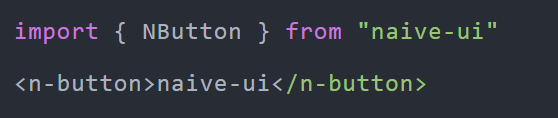 import { NButton } from "naive-ui"
<n-button>naive-ui</n-button>